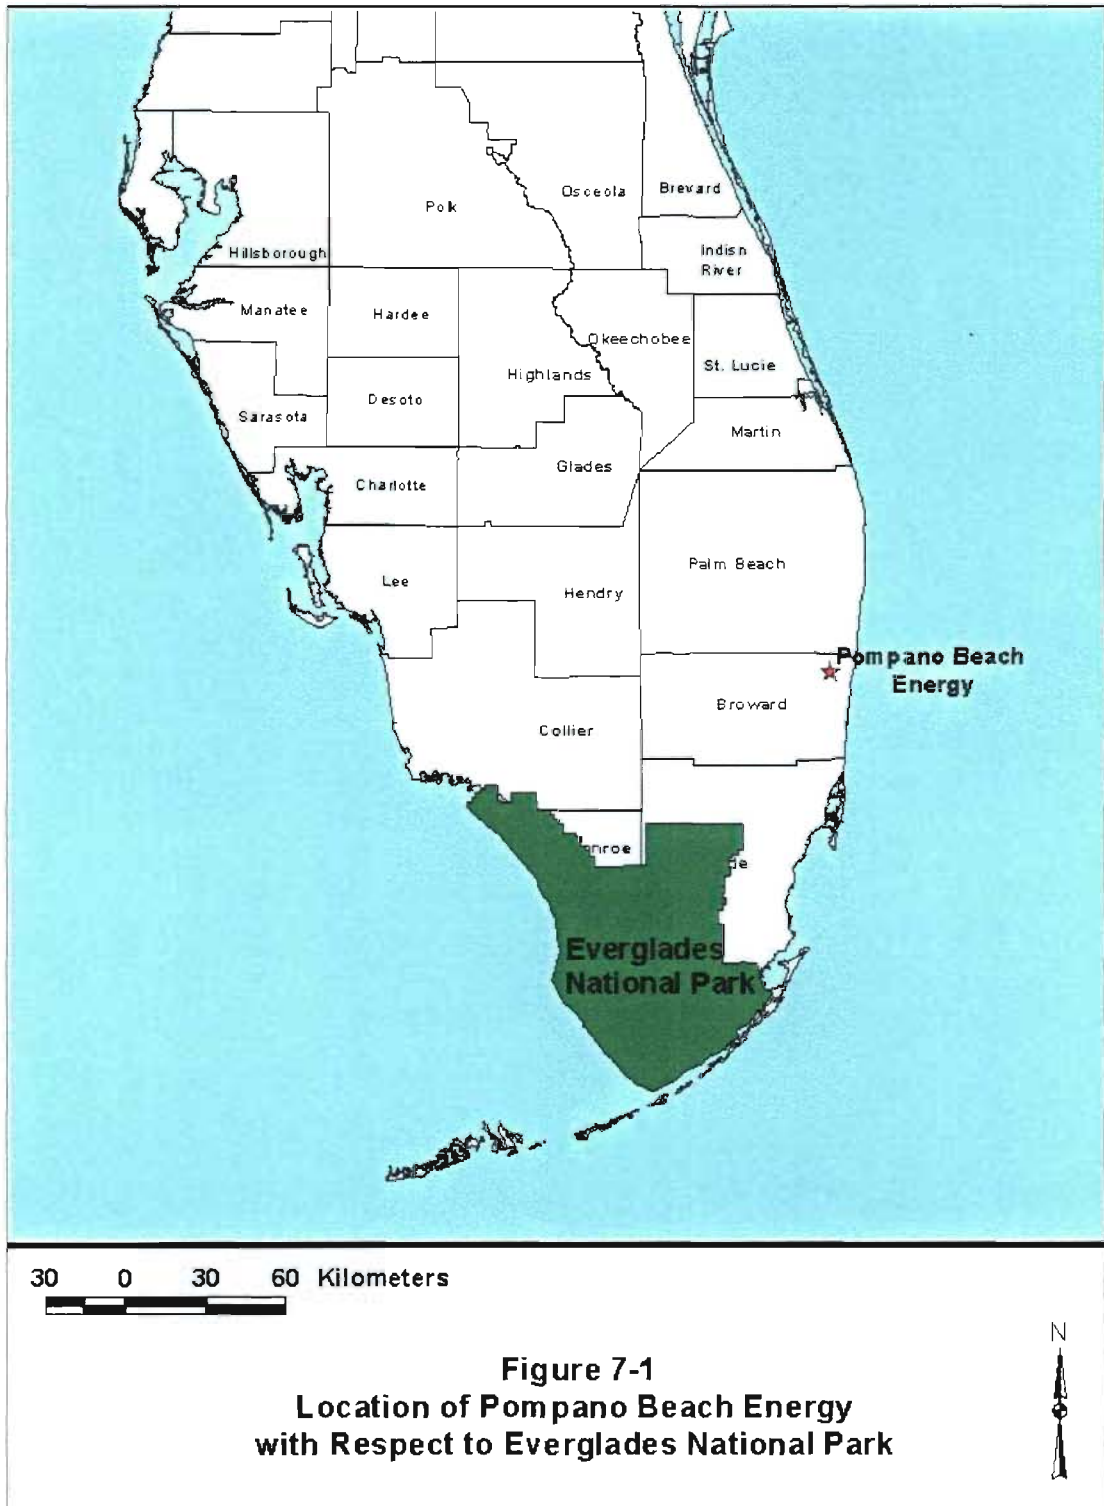 Osceola
Brevard
Polk
Indisn
River
Hillsborough
Manatee
Hardee
Okeechobee
St. Lucie
Highlands
Desoto
Sarasota
Martin
Glades
Charlotte
Palm Beach
Lee
Hendry
Pompano Beach
Energy
Broward
Collier
nroe
de
Everglades
National Park
30 0 30 60 Kilometers
N
Figure 7-1
Location of Pompano Beach Energy
with Respect to Everglades National Park